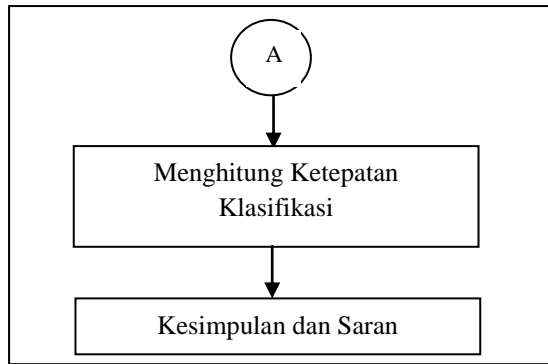 A
Menghitung Ketepatan
Klasifikasi
Kesimpulan dan Saran